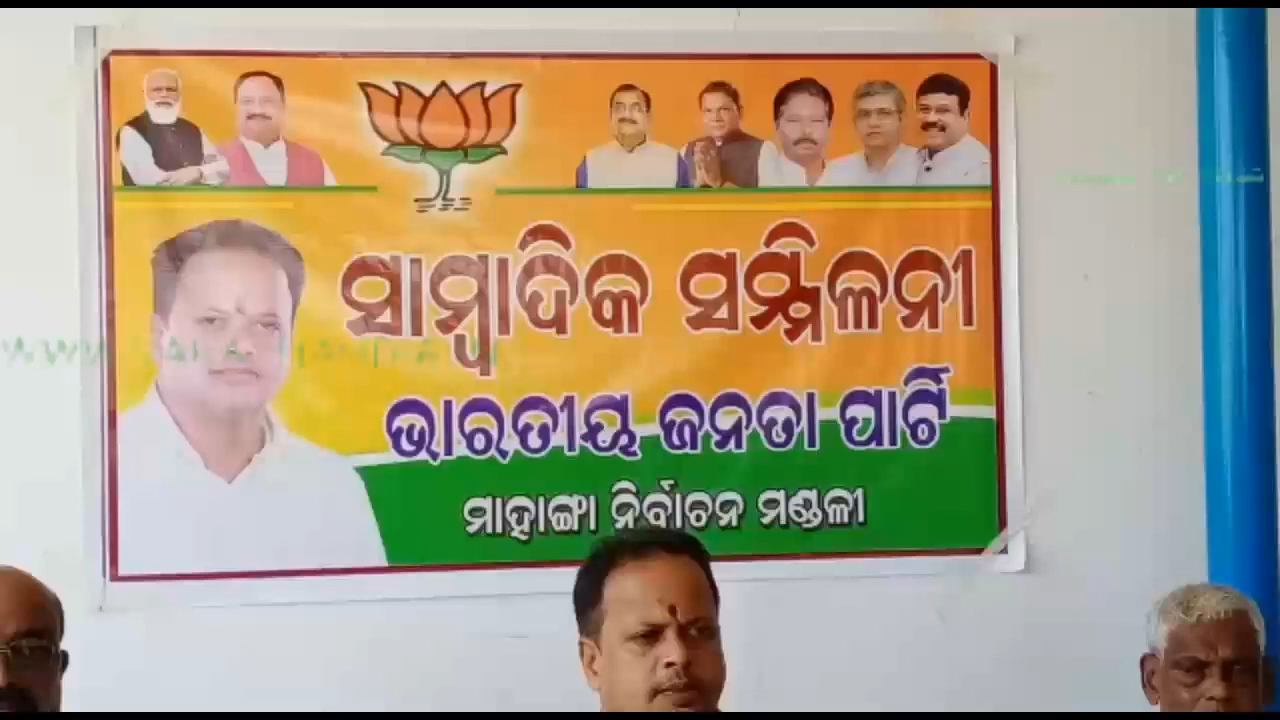 ସାମ୍ବାଦିକ ସମ୍ମିଳନୀ
ଭାରତୀୟ ଜନତା ପାର୍ଟି
ମାହାଙ୍ଗା ନିର୍ବାଚନ ମଣ୍ଡଳୀ